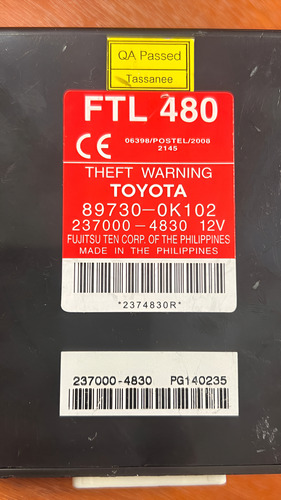 QA Passed
Tassanee
FTL 480
CE 06398/POSTEL/2008
2145
THEFT WARNING
TOYOTA
89730-0K102
237000-4830 12V
FUJITSU TEN CORP. OF THE PHILIPPINES
MADE IN THE PHILIPPINES
*2374830R*
237000-4830 PG140235